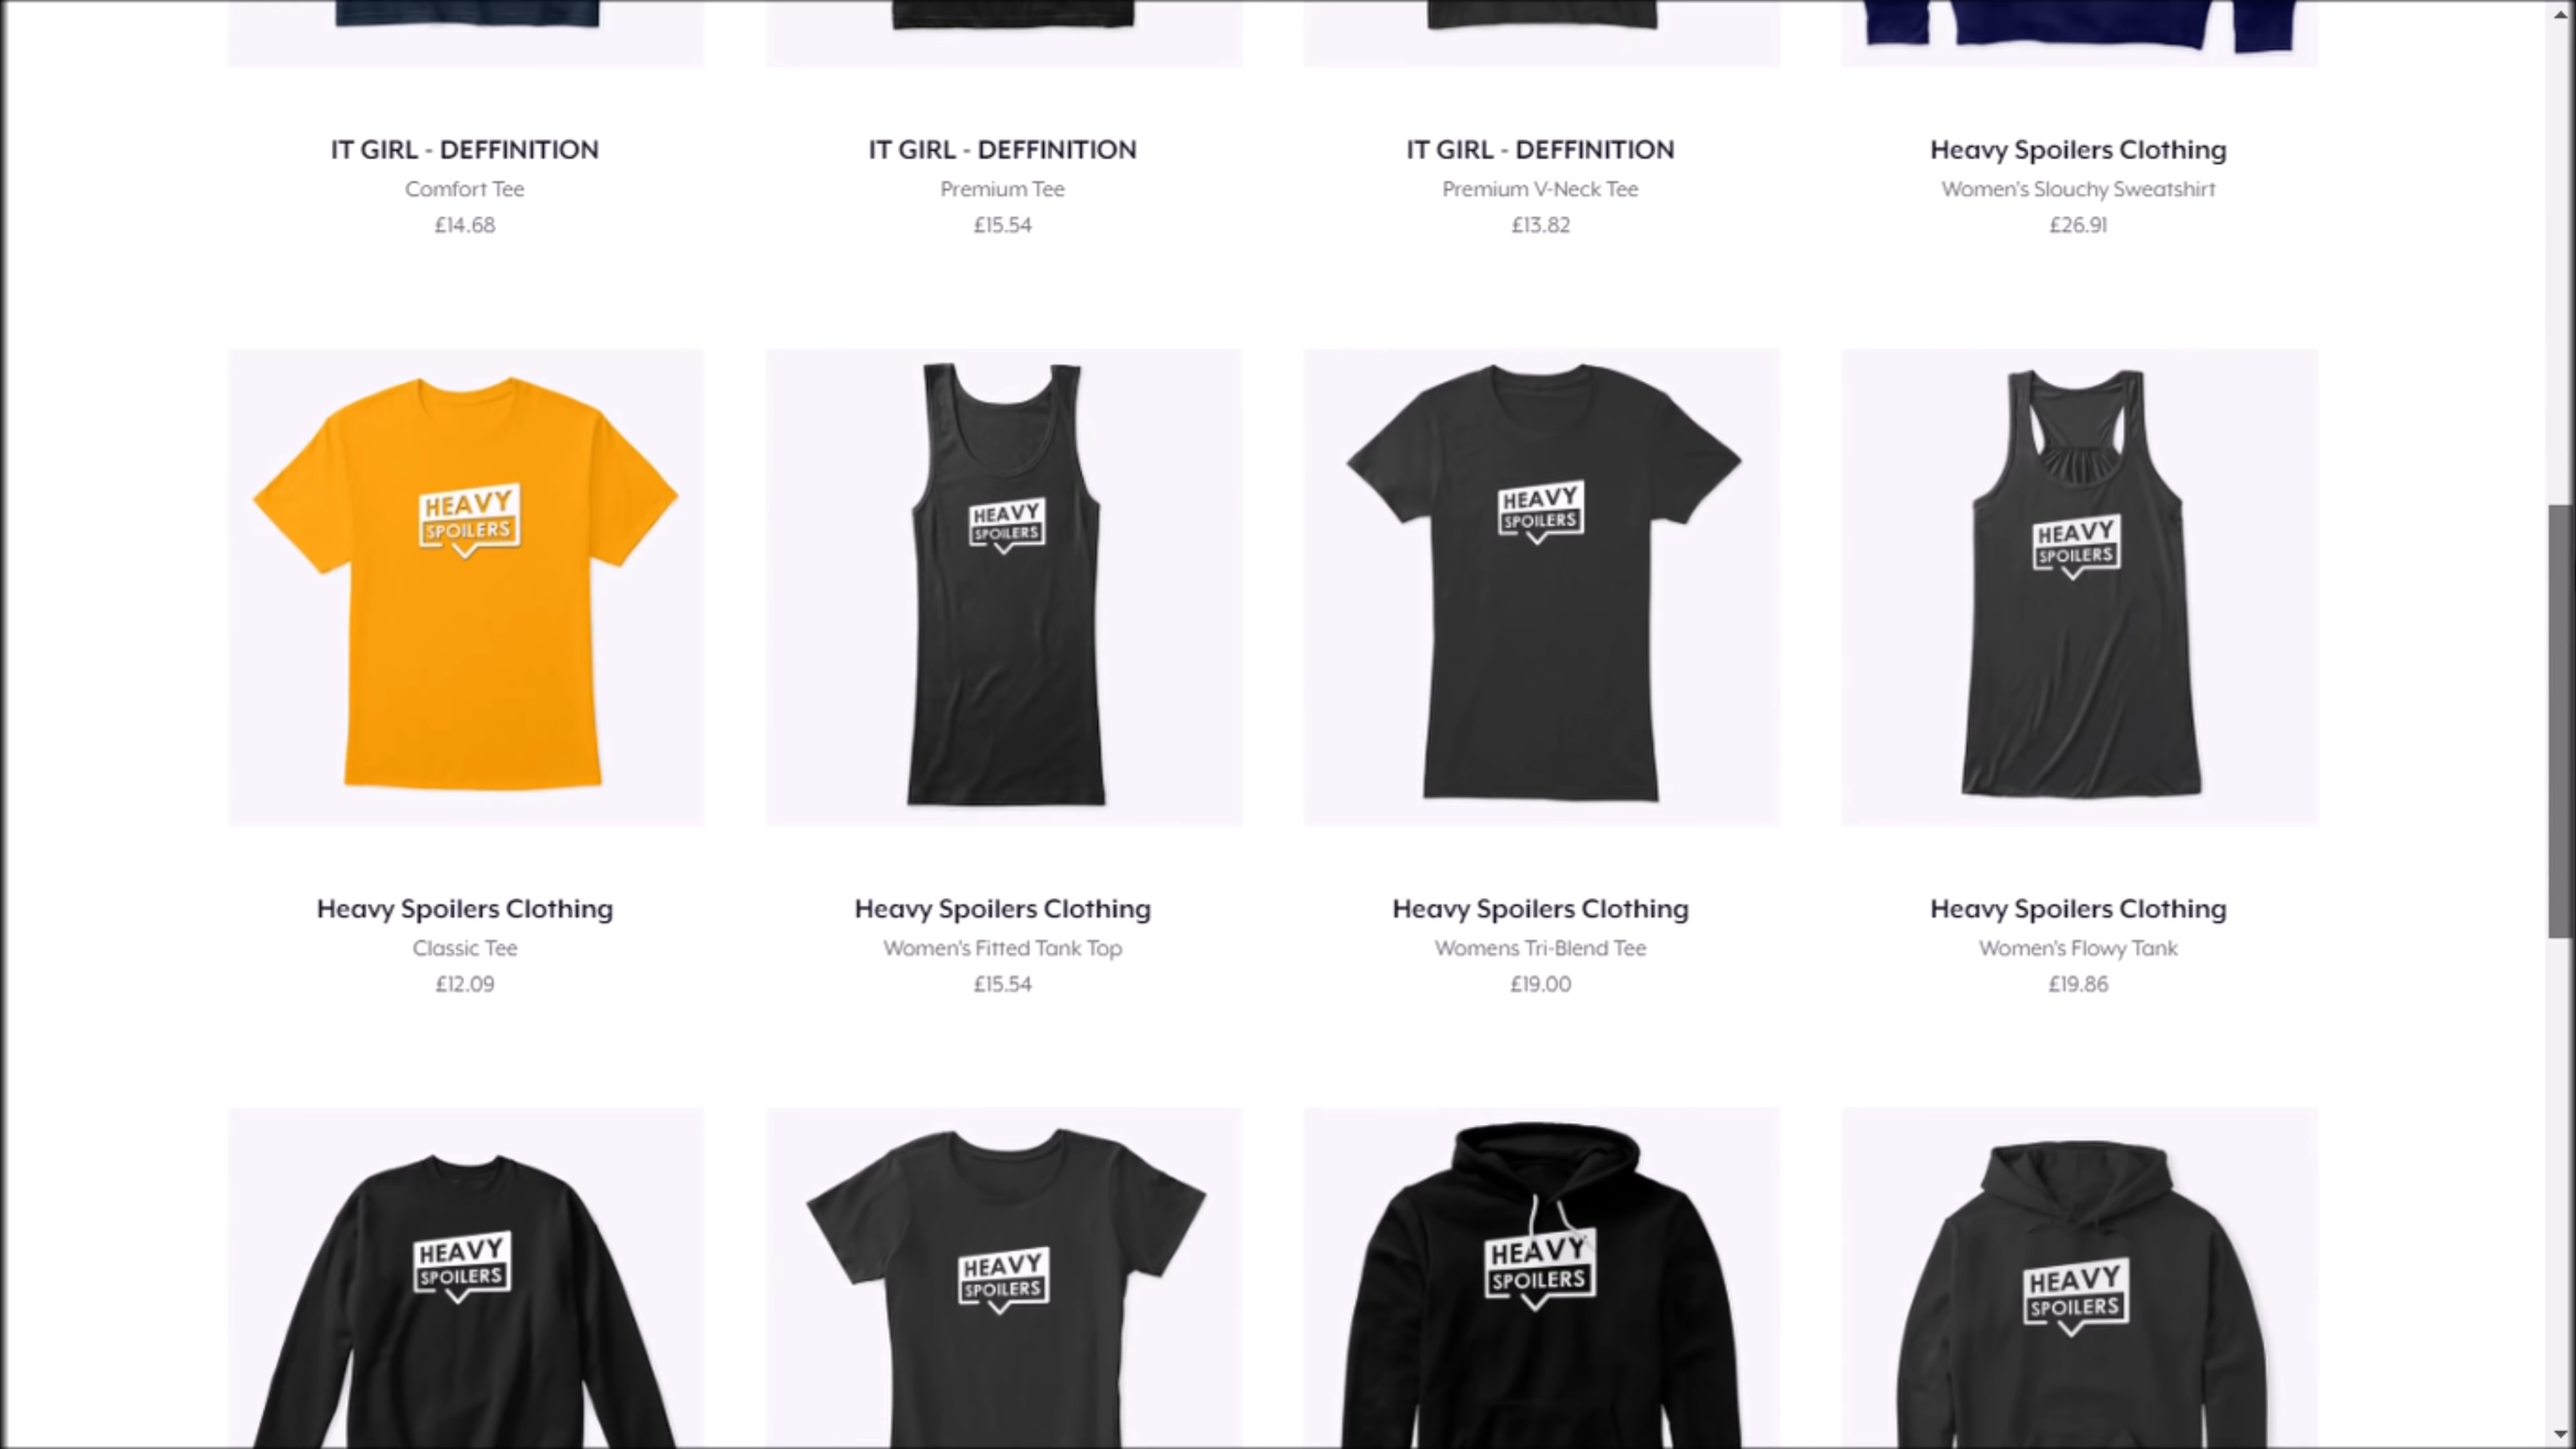 IT GIRL - DEFFINITION
Comfort Tee
£14.68
IT GIRL - DEFFINITION
Premium Tee
£15.54
IT GIRL - DEFFINITION
Premium V-Neck Tee
£13.82
Heavy Spoilers Clothing
Women's Slouchy Sweatshirt
£26.91
HEAVY
SPOILERS
HEAVY
SPOILERS
HEAVY
SPOILERS
HEAVY
SPOILERS
Heavy Spoilers Clothing
Classic Tee
£12.09
Heavy Spoilers Clothing
Women's Fitted Tank Top
£15.54
Heavy Spoilers Clothing
Womens Tri-Blend Tee
£19.00
Heavy Spoilers Clothing
Women's Flowy Tank
£19.86
HEAVY
SPOILERS
HEAVY
SPOILERS
HEAVY
SPOILERS
HEAVY
SPOILERS